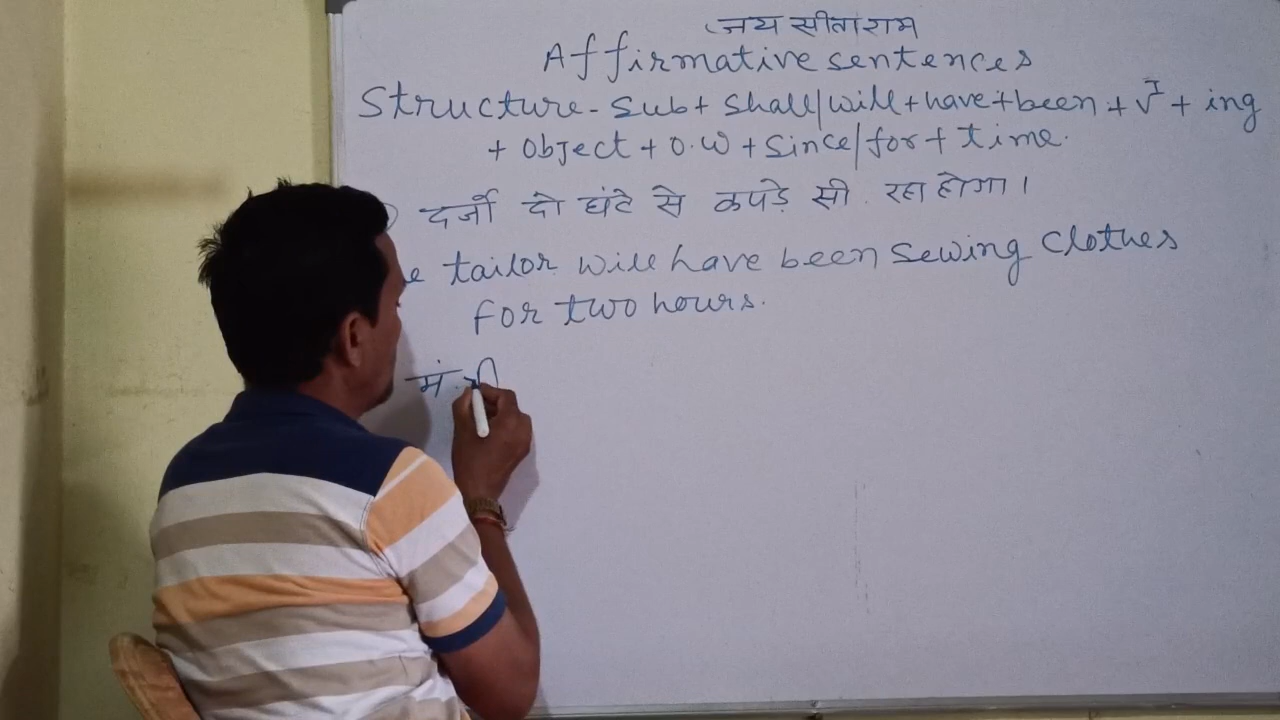 जय सीताराम
Affirmative sentences
Structure - Sub + Shall/will + have + been + V^I + ing
+ Object + O.W + Since/for + time.
दर्जी दो घंटे से कपड़े सी रहा होगा।
tailor will have been Sewing Clothes
for two hours.
मं